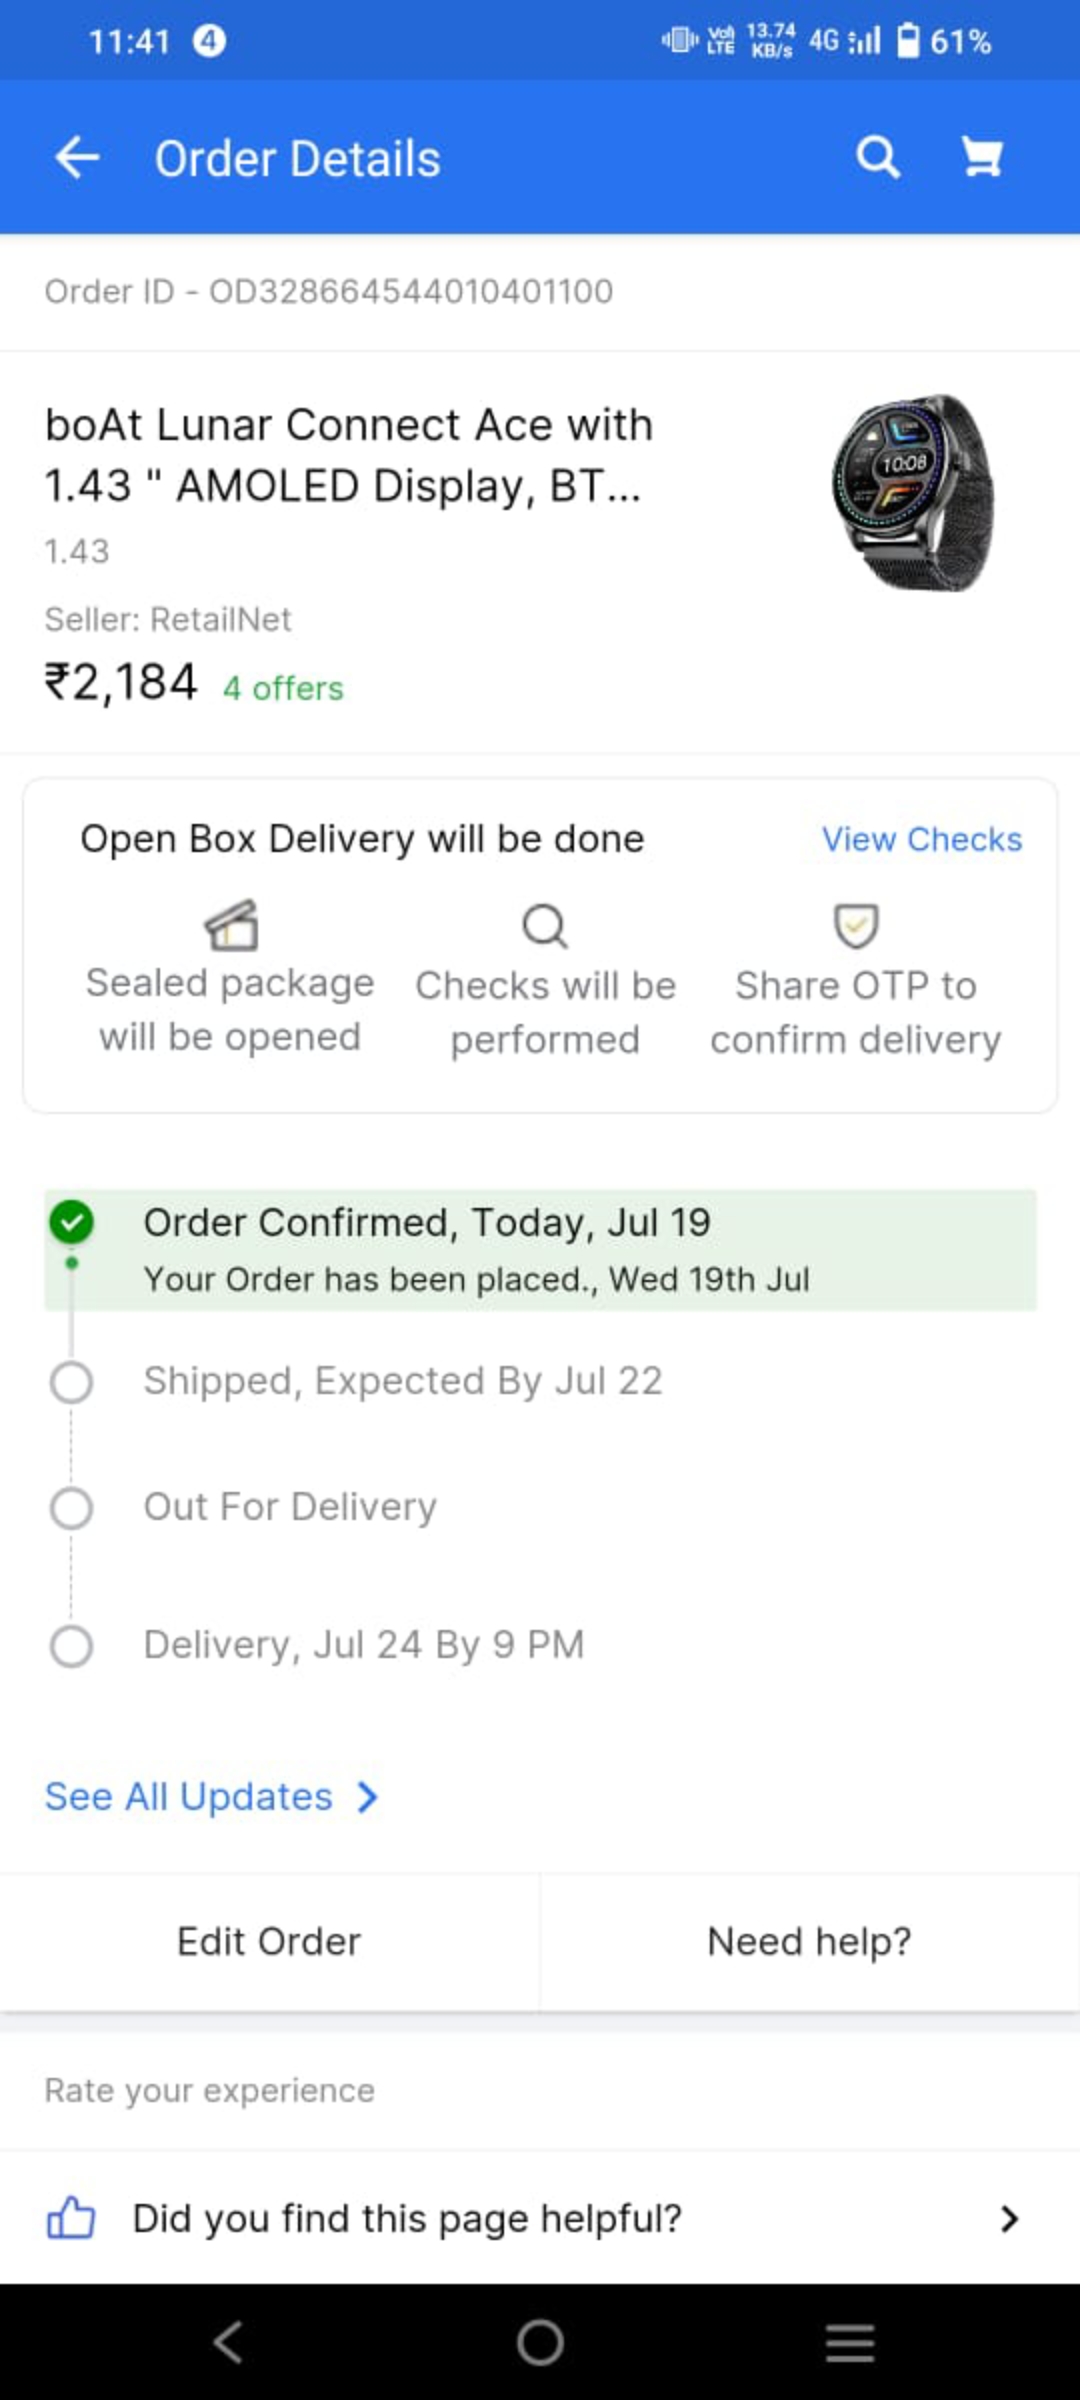 11:41 4 Vo) LTE 13.74 KB/s 4G 61%
Order Details
Order ID - OD328664544010401100
boAt Lunar Connect Ace with
1.43 " AMOLED Display, BT...
10:08
1.43
Seller: RetailNet
₹2,184 4 offers
Open Box Delivery will be done View Checks
Sealed package
will be opened
Checks will be
performed
Share OTP to
confirm delivery
Order Confirmed, Today, Jul 19
Your Order has been placed., Wed 19th Jul
Shipped, Expected By Jul 22
Out For Delivery
Delivery, Jul 24 By 9 PM
See All Updates
Edit Order Need help?
Rate your experience
Did you find this page helpful?